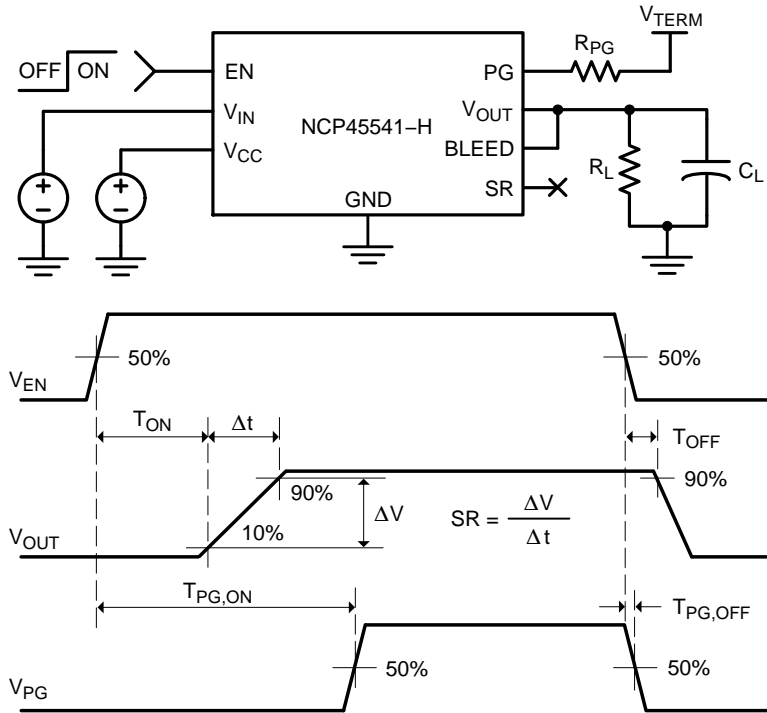 V_TERM
R_PG
OFF ON
EN
PG
V_IN
V_OUT
NCP45541–H
V_CC
BLEED
R_L
C_L
SR
GND
+
–
+
–
50%
50%
V_EN
T_ON
Δt
T_OFF
90%
90%
ΔV
SR = ΔV / Δt
10%
V_OUT
T_PG,ON
T_PG,OFF
50%
50%
V_PG